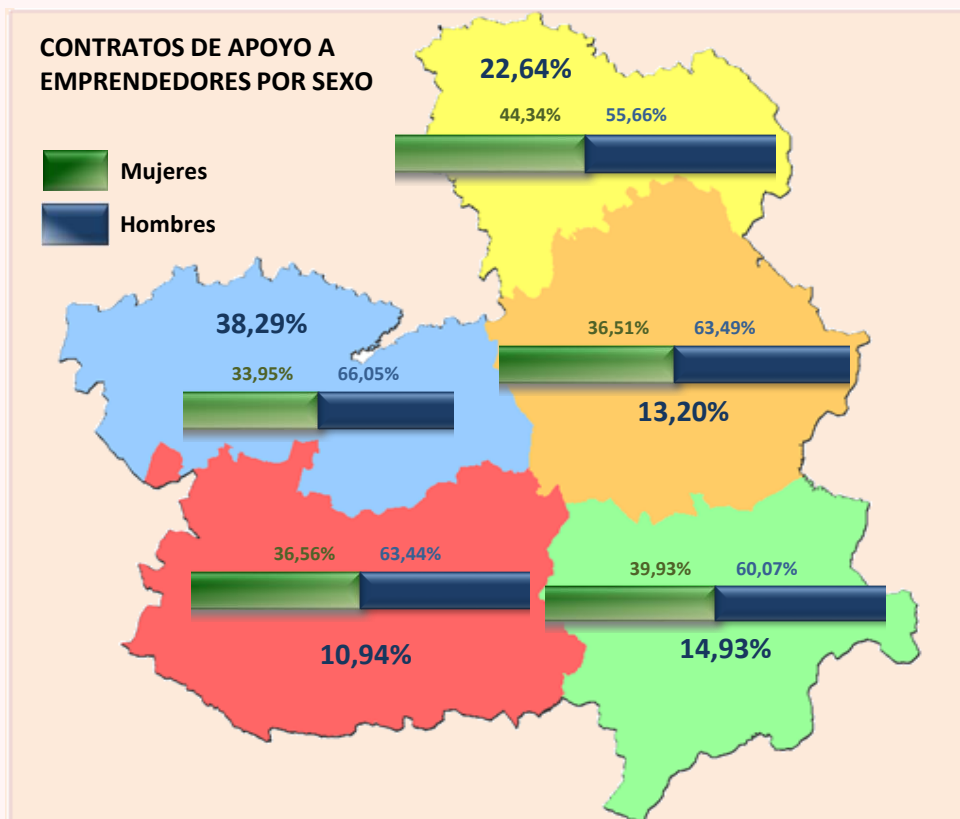 CONTRATOS DE APOYO A
EMPRENDEDORES POR SEXO
Mujeres
Hombres
22,64%
44,34% 55,66%
38,29%
33,95% 66,05%
36,51% 63,49%
13,20%
36,56% 63,44%
10,94%
39,93% 60,07%
14,93%